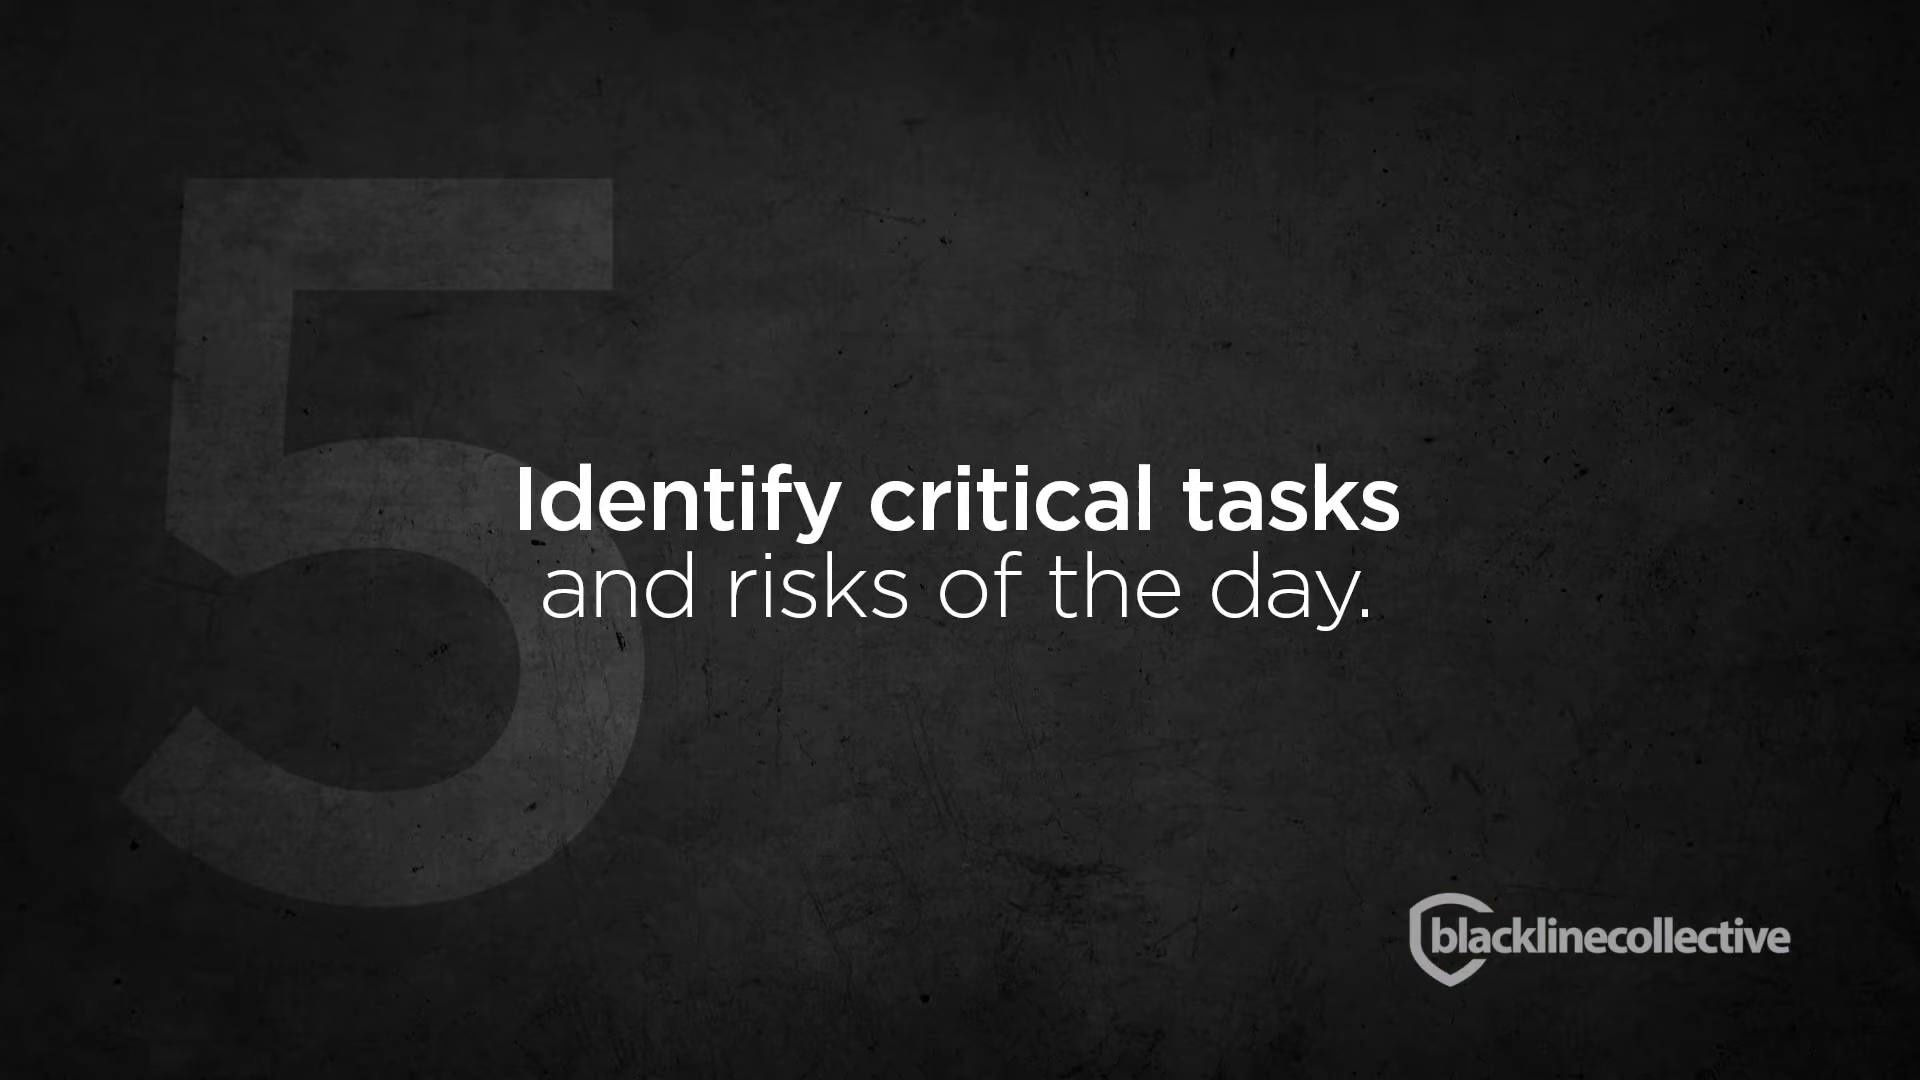 5
Identify critical tasks
and risks of the day.
blacklinecollective